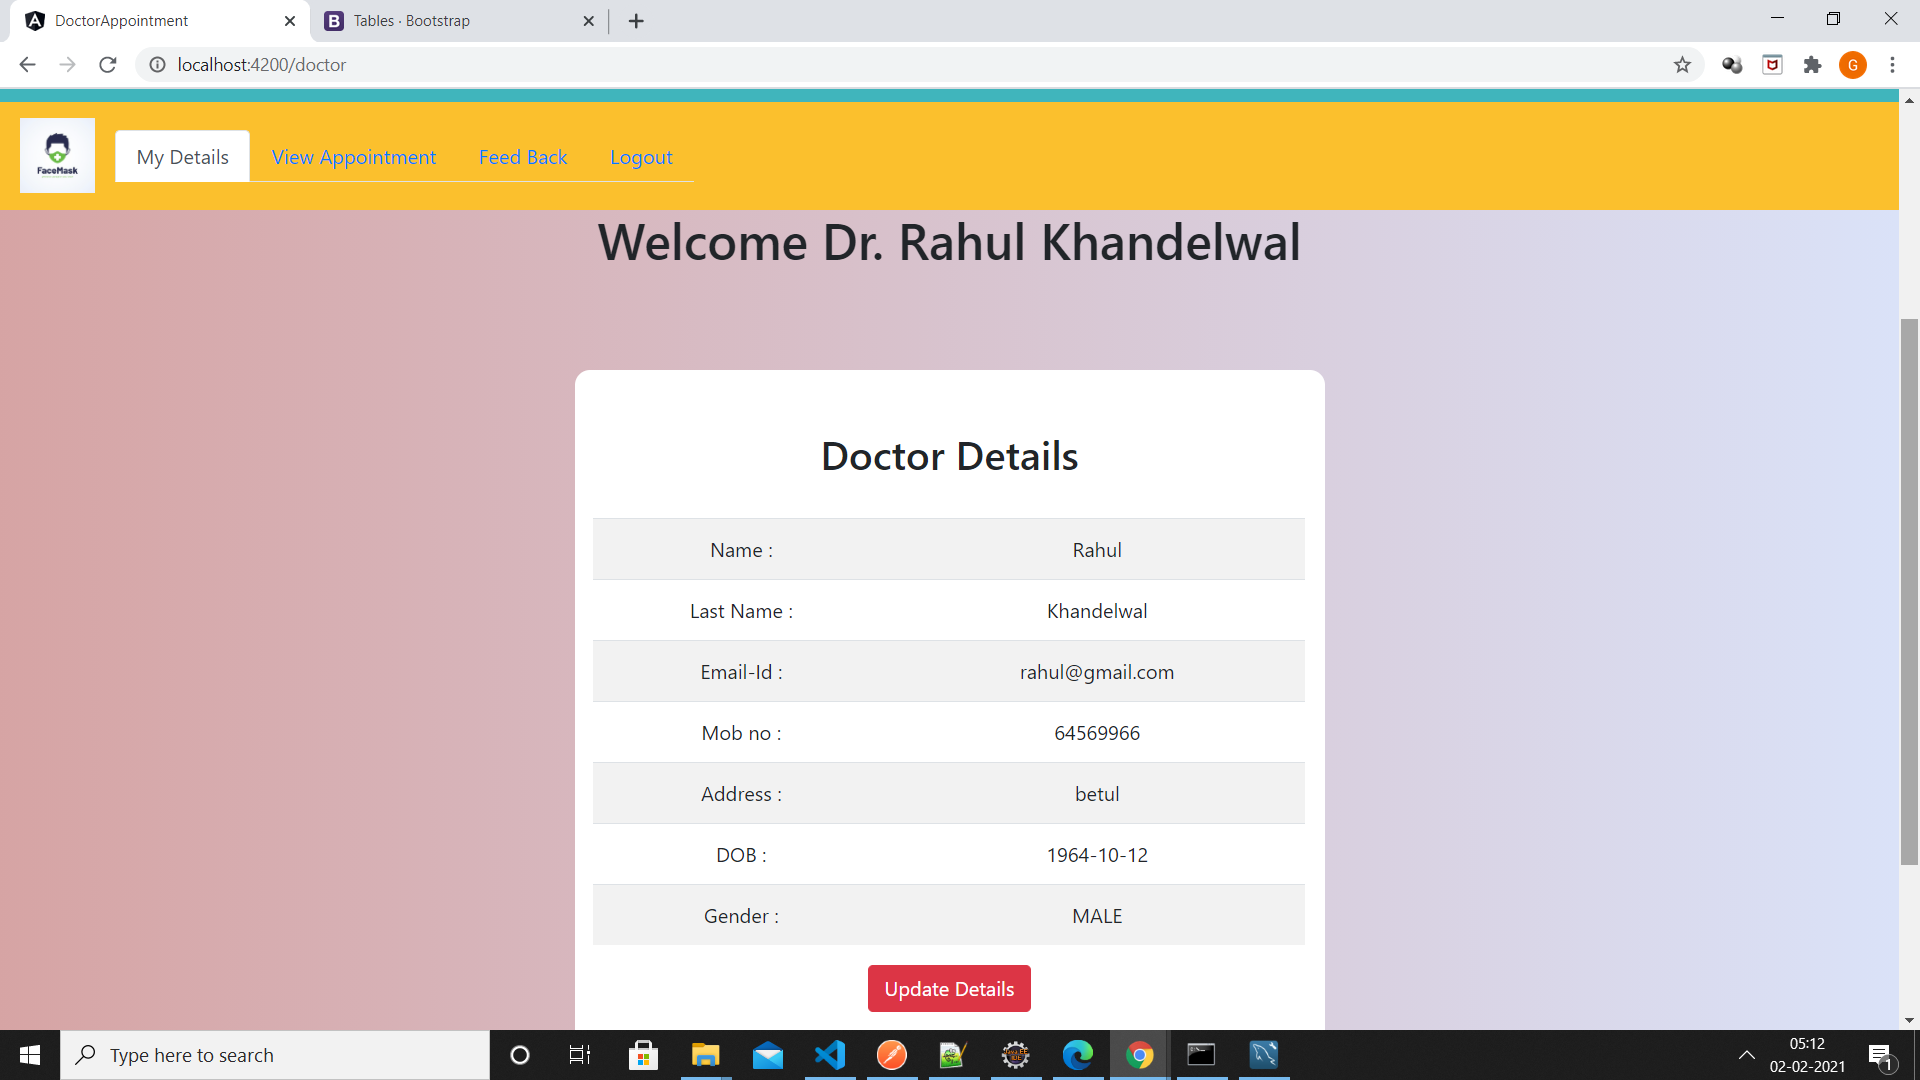 DoctorAppointment
Tables · Bootstrap
localhost:4200/doctor
G
FaceMask
My Details
View Appointment
Feed Back
Logout
Welcome Dr. Rahul Khandelwal
Doctor Details
Name : Rahul
Last Name : Khandelwal
Email-Id : rahul@gmail.com
Mob no : 64569966
Address : betul
DOB : 1964-10-12
Gender : MALE
Update Details
Type here to search
05:12
02-02-2021
1